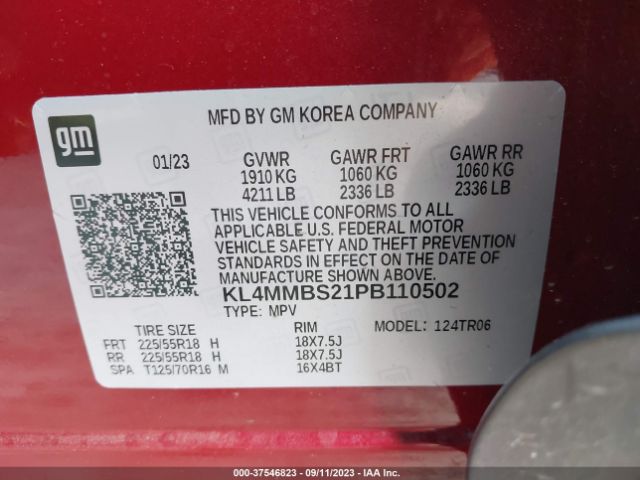 MFD BY GM KOREA COMPANY
gm
01/23 GVWR GAWR FRT GAWR RR
1910 KG 1060 KG 1060 KG
4211 LB 2336 LB 2336 LB
THIS VEHICLE CONFORMS TO ALL
APPLICABLE U.S. FEDERAL MOTOR
VEHICLE SAFETY AND THEFT PREVENTION
STANDARDS IN EFFECT ON THE DATE
OF MANUFACTURE SHOWN ABOVE.
KL4MMBS21PB110502
TYPE: MPV
MODEL: 124TR06
TIRE SIZE RIM
FRT 225/55R18 H 18X7.5J
RR 225/55R18 H 18X7.5J
SPA T125/70R16 M 16X4BT
000-37546823 - 09/11/2023 - IAA Inc.